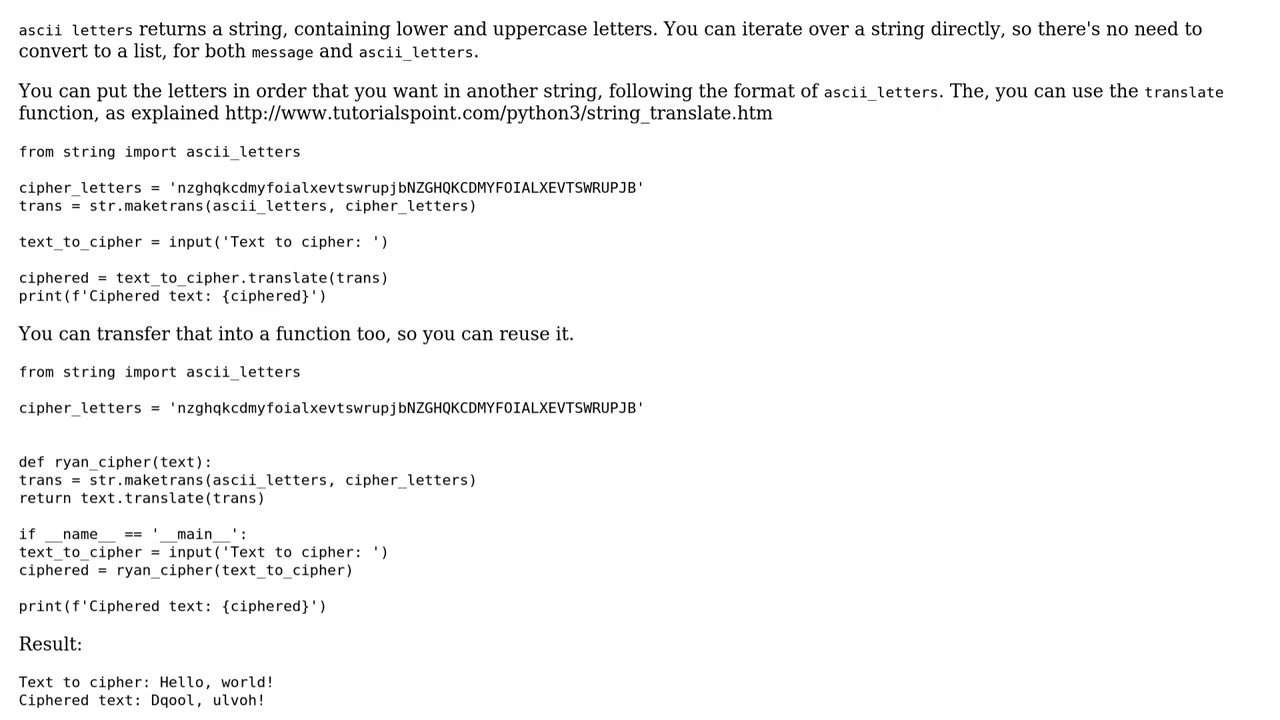 ascii letters returns a string, containing lower and uppercase letters. You can iterate over a string directly, so there's no need to
convert to a list, for both message and ascii_letters.
You can put the letters in order that you want in another string, following the format of ascii_letters. The, you can use the translate
function, as explained http://www.tutorialspoint.com/python3/string_translate.htm
from string import ascii_letters
cipher_letters = 'nzghqkcdmyfoialxevtswrupjbNZGHQKCDMYFOIALXEVTSWRUPJB'
trans = str.maketrans(ascii_letters, cipher_letters)
text_to_cipher = input('Text to cipher: ')
ciphered = text_to_cipher.translate(trans)
print(f'Ciphered text: {ciphered}')
You can transfer that into a function too, so you can reuse it.
from string import ascii_letters
cipher_letters = 'nzghqkcdmyfoialxevtswrupjbNZGHQKCDMYFOIALXEVTSWRUPJB'
def ryan_cipher(text):
trans = str.maketrans(ascii_letters, cipher_letters)
return text.translate(trans)
if __name__ == '__main__':
text_to_cipher = input('Text to cipher: ')
ciphered = ryan_cipher(text_to_cipher)
print(f'Ciphered text: {ciphered}')
Result:
Text to cipher: Hello, world!
Ciphered text: Dqool, ulvoh!